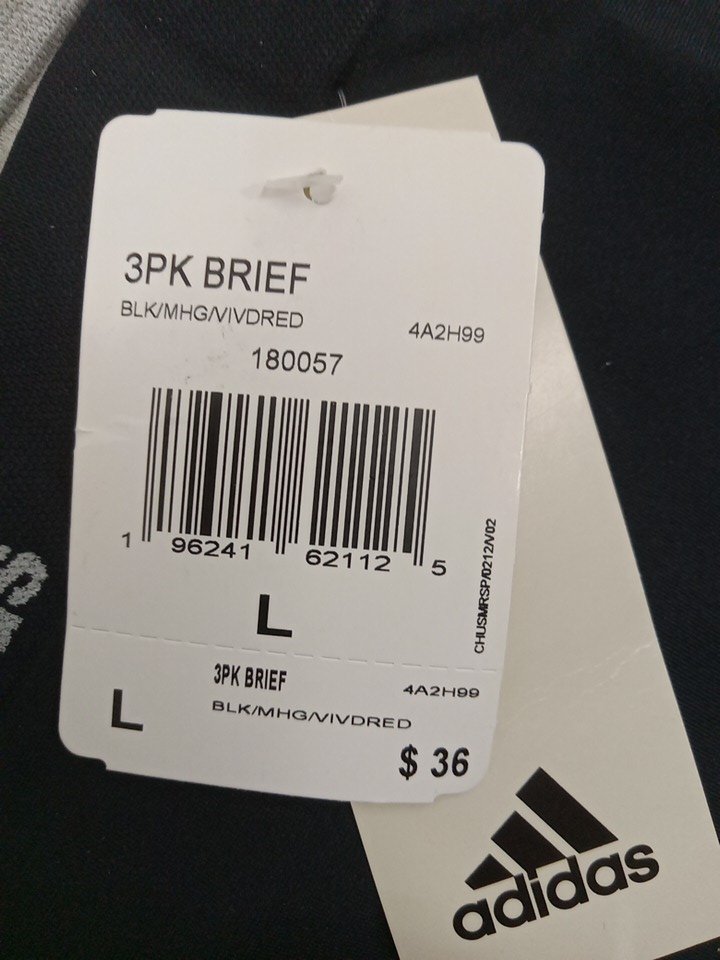 3PK BRIEF
BLK/MHG/VIVDRED
4A2H99
180057
1 96241 62112 5
L
CHUSMRSP/0212/V02
3PK BRIEF
4A2H99
L
BLK/MHG/VIVDRED
$ 36
adidas